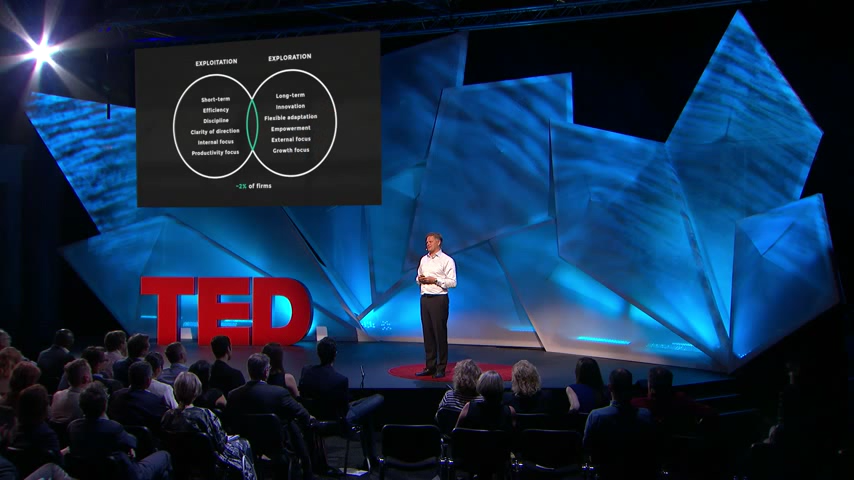 EXPLOITATION
EXPLORATION
Short-term
Efficiency
Discipline
Clarity of direction
Internal focus
Productivity focus
Long-term
Innovation
Flexible adaptation
Empowerment
External focus
Growth focus
~2% of firms
TED